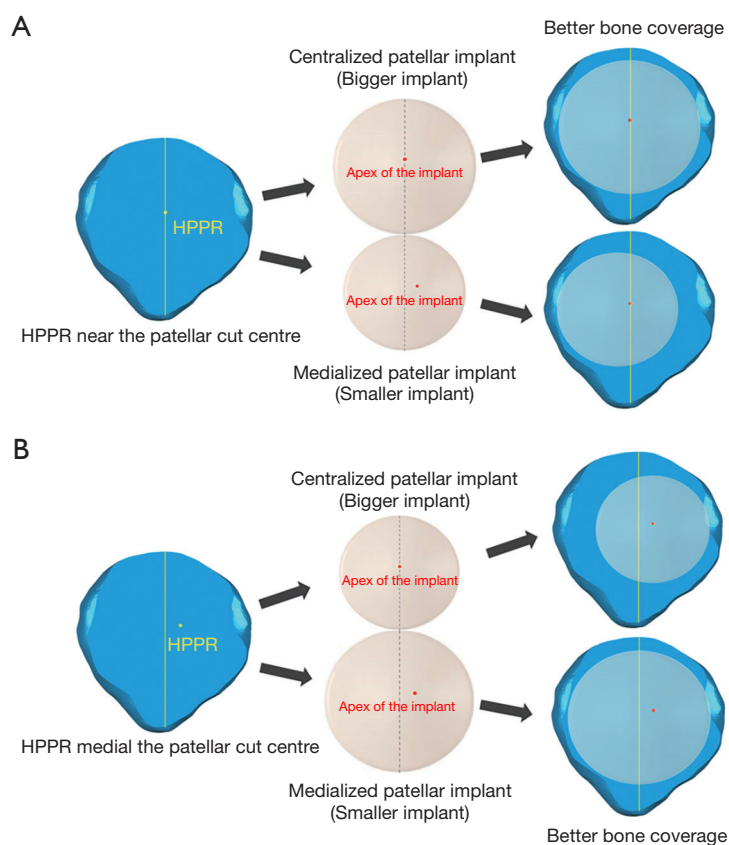 A
Better bone coverage
Centralized patellar implant
(Bigger implant)
Apex of the implant
HPPR
Apex of the implant
HPPR near the patellar cut centre
Medialized patellar implant
(Smaller implant)
B
Centralized patellar implant
(Bigger implant)
Apex of the implant
HPPR
Apex of the implant
HPPR medial the patellar cut centre
Medialized patellar implant
(Smaller implant)
Better bone coverage